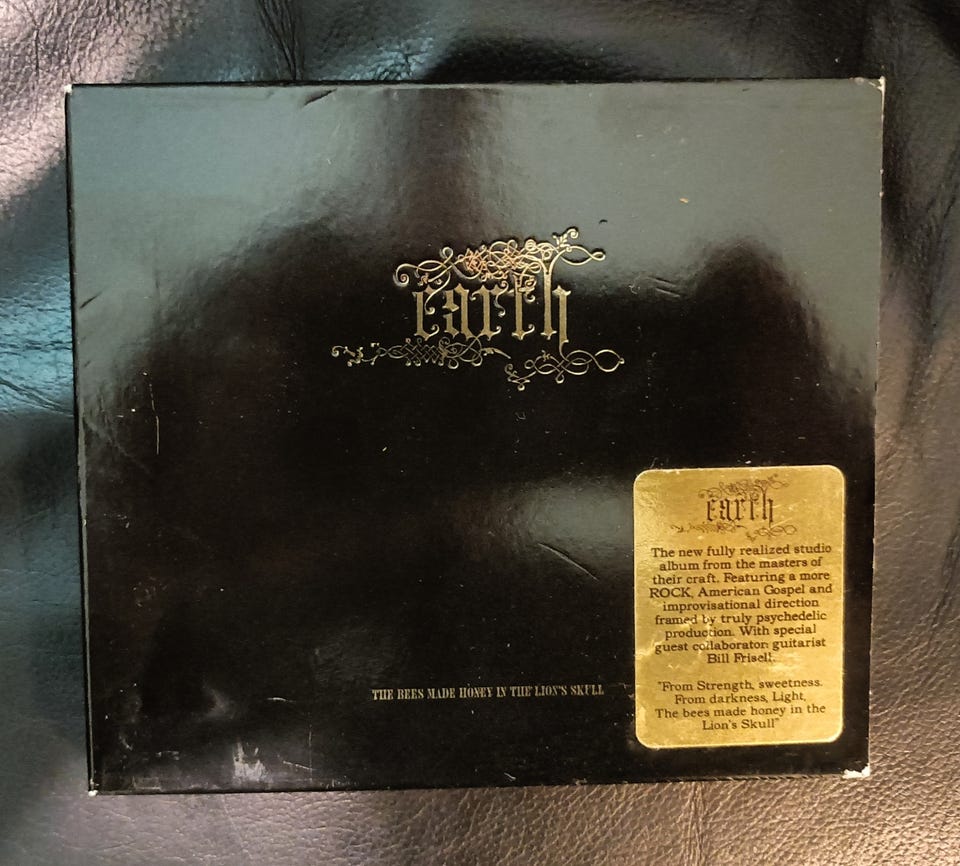 earth
THE BEES MADE HONEY IN THE LION'S SKULL
earth
The new fully realized studio
album from the masters of
their craft. Featuring a more
ROCK, American Gospel and
improvisational direction
framed by truly psychedelic
production. With special
guest collaborator: guitarist
Bill Frisell.
"From Strength, sweetness.
From darkness, Light,
The bees made honey in the
Lion's Skull"